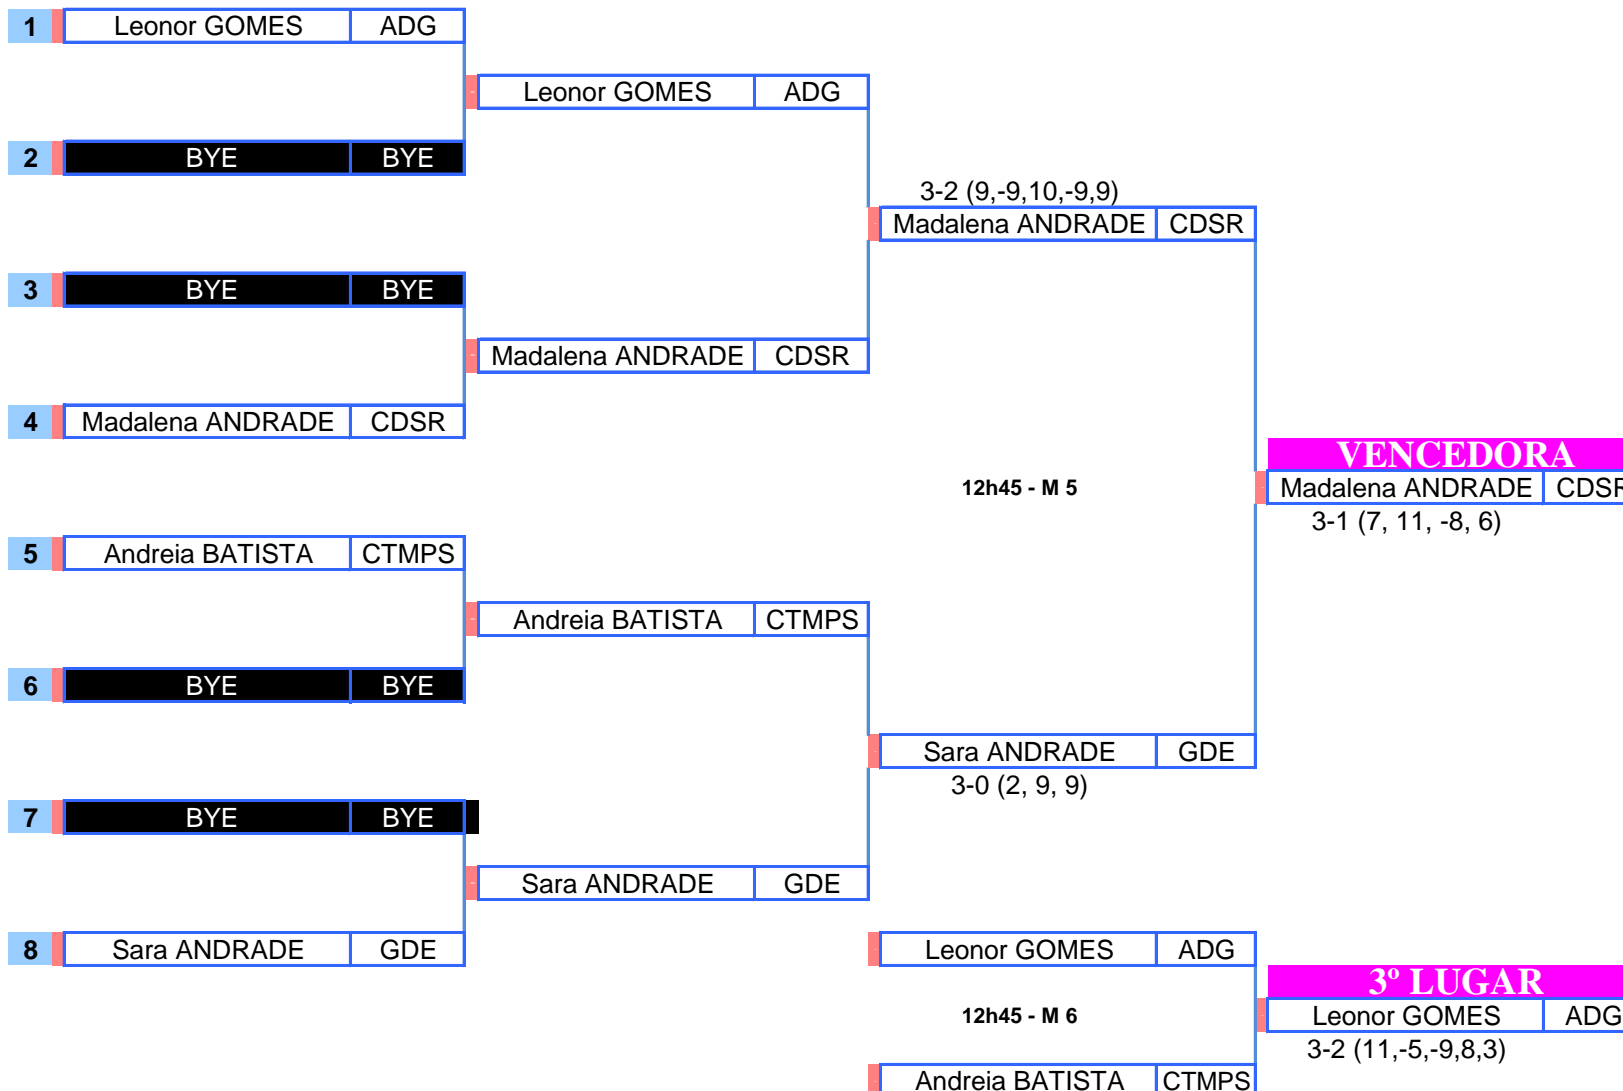 1 Leonor GOMES ADG
Leonor GOMES ADG
2 BYE BYE
3-2 (9,-9,10,-9,9)
Madalena ANDRADE CDSR
3 BYE BYE
Madalena ANDRADE CDSR
4 Madalena ANDRADE CDSR
VENCEDORA
12h45 - M 5
Madalena ANDRADE CDSR
3-1 (7, 11, -8, 6)
5 Andreia BATISTA CTMPS
Andreia BATISTA CTMPS
6 BYE BYE
Sara ANDRADE GDE
3-0 (2, 9, 9)
7 BYE BYE
Sara ANDRADE GDE
8 Sara ANDRADE GDE
Leonor GOMES ADG
3º LUGAR
12h45 - M 6
Leonor GOMES ADG
3-2 (11,-5,-9,8,3)
Andreia BATISTA CTMPS